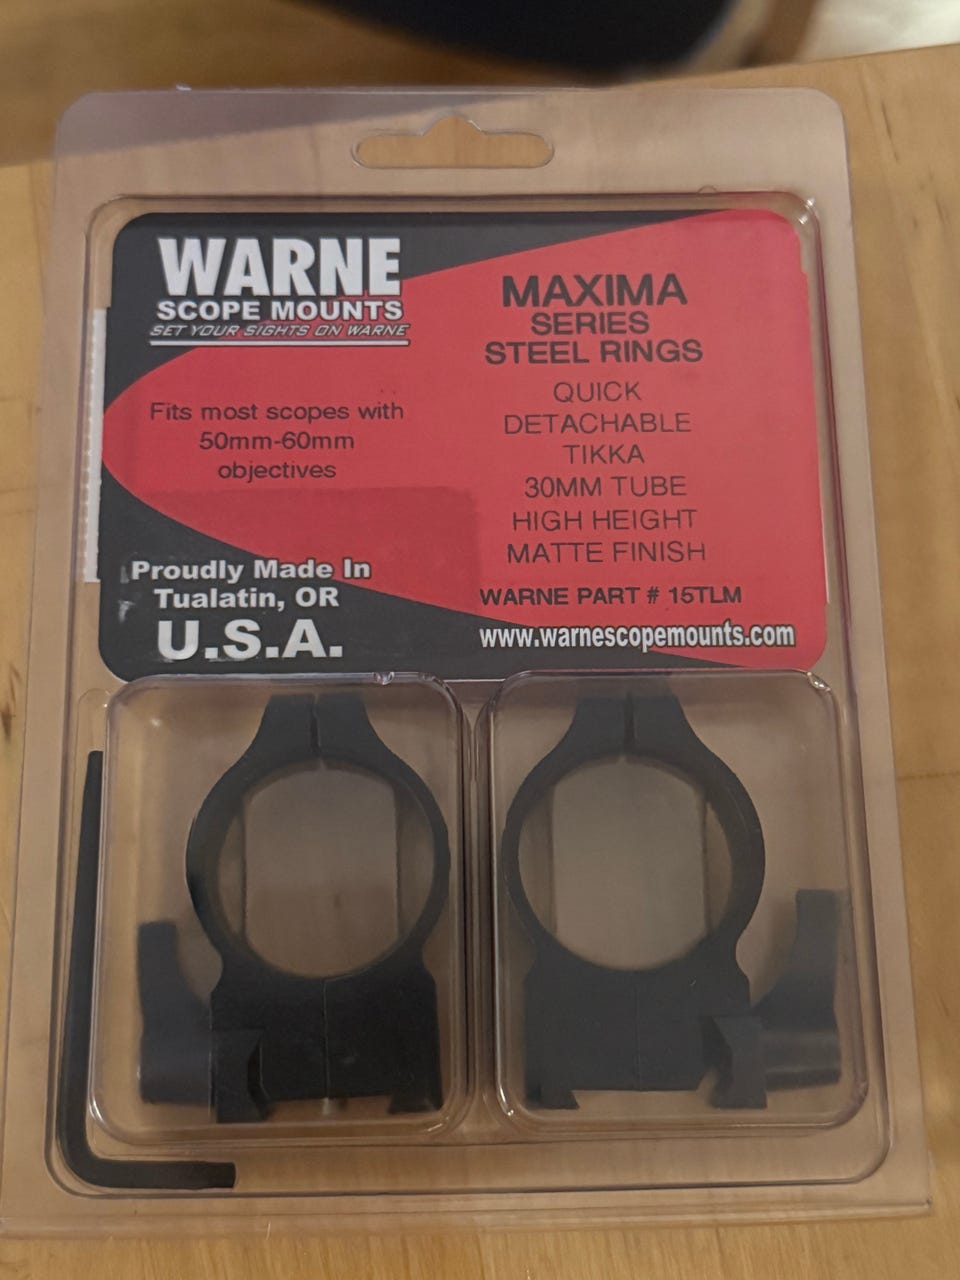 WARNE
SCOPE MOUNTS
SET YOUR SIGHTS ON WARNE
Fits most scopes with
50mm-60mm
objectives
Proudly Made In
Tualatin, OR
U.S.A.
MAXIMA
SERIES
STEEL RINGS
QUICK
DETACHABLE
TIKKA
30MM TUBE
HIGH HEIGHT
MATTE FINISH
WARNE PART # 15TLM
www.warnescopemounts.com